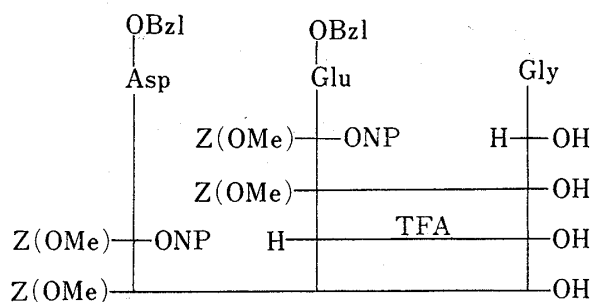 OBzl OBzl
Asp Glu Gly
Z(OMe) ONP H OH
Z(OMe) OH
Z(OMe) ONP H TFA OH
Z(OMe) OH